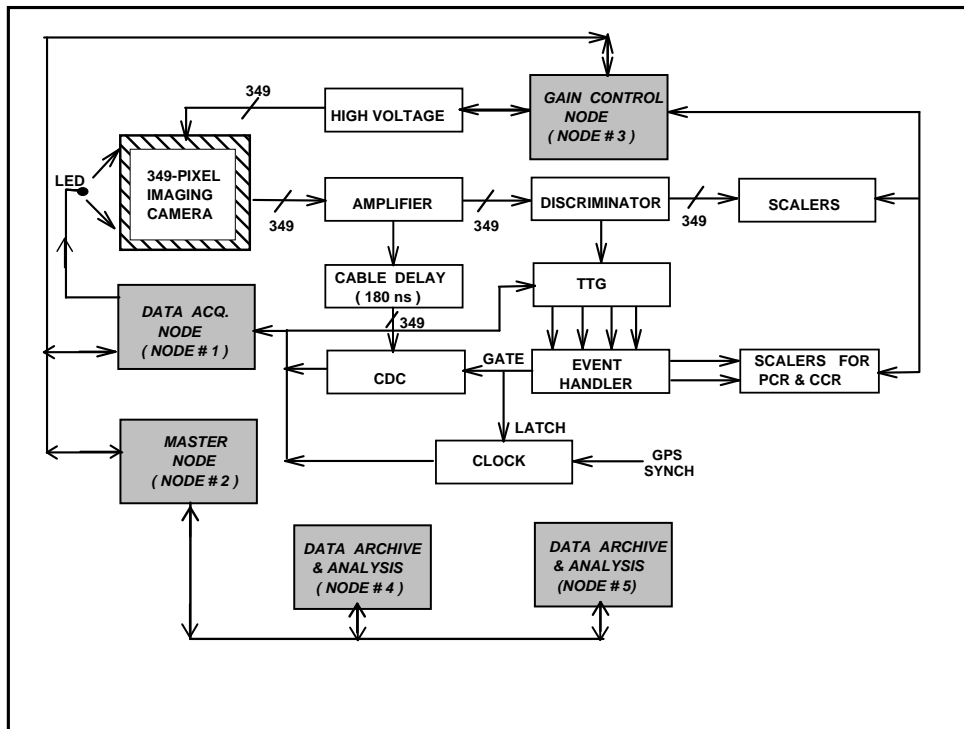 349
HIGH VOLTAGE
GAIN CONTROL
NODE
( NODE # 3 )
LED
349-PIXEL
IMAGING
CAMERA
349
AMPLIFIER
349
DISCRIMINATOR
349
SCALERS
CABLE DELAY
( 180 ns )
349
TTG
DATA ACQ.
NODE
( NODE # 1 )
CDC
GATE
EVENT
HANDLER
SCALERS FOR
PCR & CCR
LATCH
MASTER
NODE
( NODE # 2 )
CLOCK
GPS
SYNCH
DATA ARCHIVE
& ANALYSIS
( NODE # 4 )
DATA ARCHIVE
& ANALYSIS
(NODE # 5)